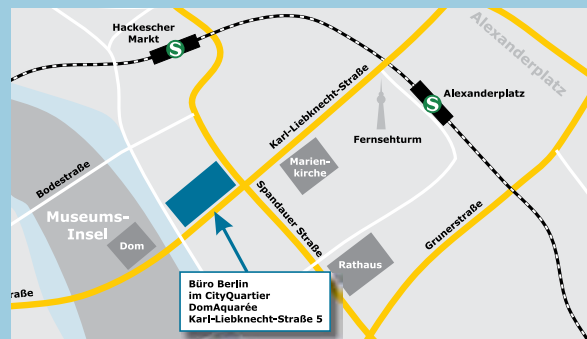 Hackescher
Markt
S
Alexanderplatz
S
Alexanderplatz
Karl-Liebknecht-Straße
Fernsehturm
Marien-
kirche
Bodestraße
Museums-
Insel
Dom
Spandauer Straße
Grunerstraße
Rathaus
raße
Büro Berlin
im CityQuartier
DomAquarée
Karl-Liebknecht-Straße 5